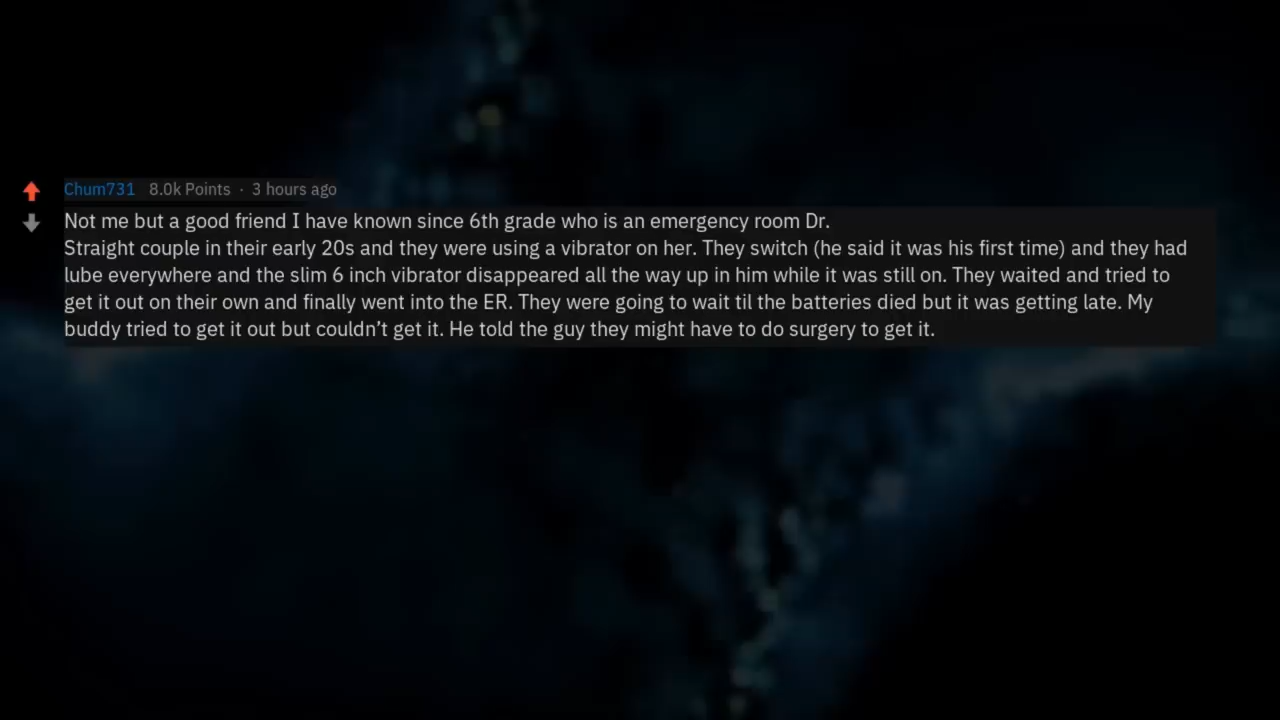 Chum731 8.0k Points · 3 hours ago
Not me but a good friend I have known since 6th grade who is an emergency room Dr.
Straight couple in their early 20s and they were using a vibrator on her. They switch (he said it was his first time) and they had
lube everywhere and the slim 6 inch vibrator disappeared all the way up in him while it was still on. They waited and tried to
get it out on their own and finally went into the ER. They were going to wait til the batteries died but it was getting late. My
buddy tried to get it out but couldn’t get it. He told the guy they might have to do surgery to get it.